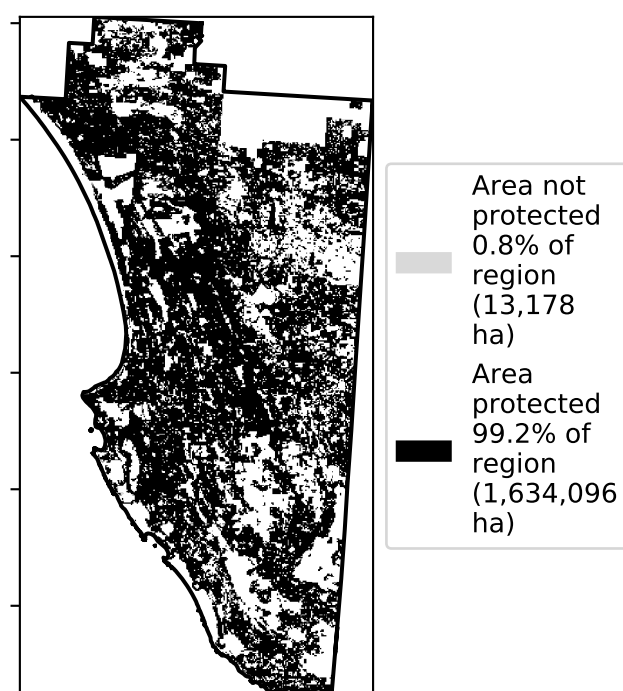 Area not
protected
0.8% of
region
(13,178
ha)
Area
protected
99.2% of
region
(1,634,096
ha)